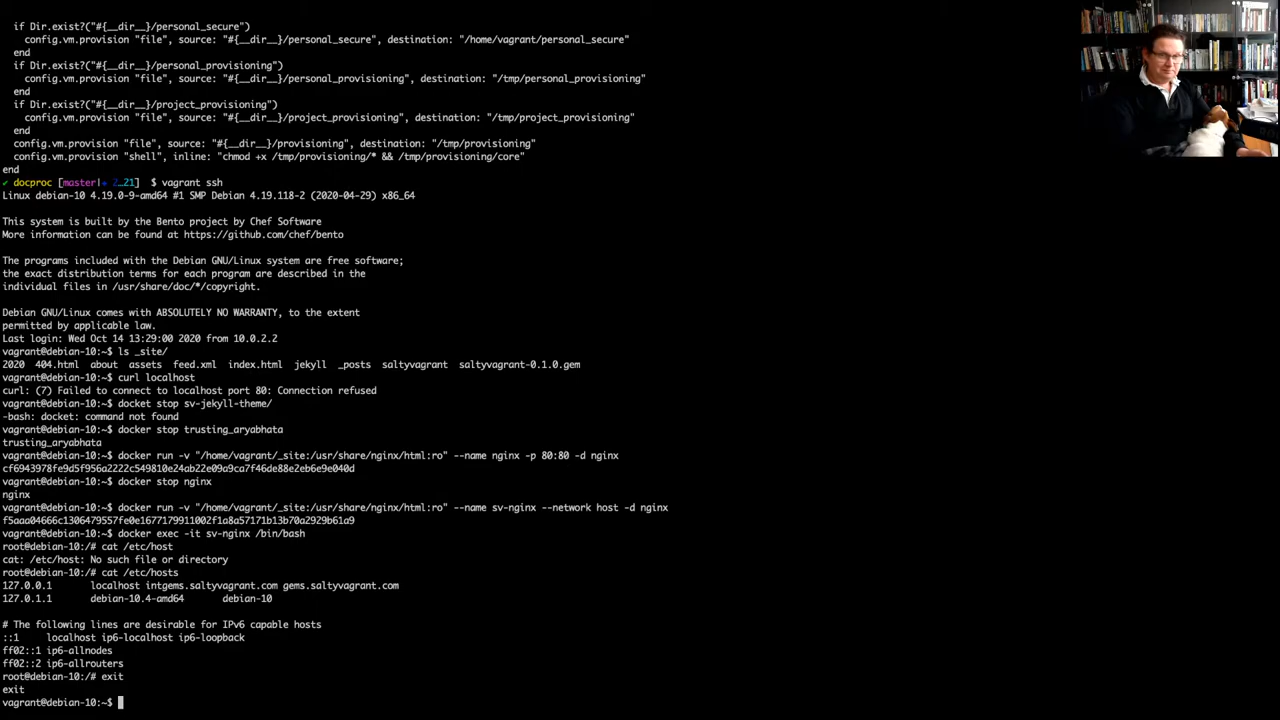 if Dir.exist?("#{__dir__}/personal_secure")
config.vm.provision "file", source: "#{__dir__}/personal_secure", destination: "/home/vagrant/personal_secure"
end
if Dir.exist?("#{__dir__}/personal_provisioning")
config.vm.provision "file", source: "#{__dir__}/personal_provisioning", destination: "/tmp/personal_provisioning"
end
if Dir.exist?("#{__dir__}/project_provisioning")
config.vm.provision "file", source: "#{__dir__}/project_provisioning", destination: "/tmp/project_provisioning"
end
config.vm.provision "file", source: "#{__dir__}/provisioning", destination: "/tmp/provisioning"
config.vm.provision "shell", inline: "chmod +x /tmp/provisioning/* && /tmp/provisioning/core"
end
✔ docproc [master|✚ 2…21] $ vagrant ssh
Linux debian-10 4.19.0-9-amd64 #1 SMP Debian 4.19.118-2 (2020-04-29) x86_64
This system is built by the Bento project by Chef Software
More information can be found at https://github.com/chef/bento
The programs included with the Debian GNU/Linux system are free software;
the exact distribution terms for each program are described in the
individual files in /usr/share/doc/*/copyright.
Debian GNU/Linux comes with ABSOLUTELY NO WARRANTY, to the extent
permitted by applicable law.
Last login: Wed Oct 14 13:29:00 2020 from 10.0.2.2
vagrant@debian-10:~$ ls _site/
2020 404.html about assets feed.xml index.html jekyll _posts saltyvagrant saltyvagrant-0.1.0.gem
vagrant@debian-10:~$ curl localhost
curl: (7) Failed to connect to localhost port 80: Connection refused
vagrant@debian-10:~$ docket stop sv-jekyll-theme/
-bash: docket: command not found
vagrant@debian-10:~$ docker stop trusting_aryabhata
trusting_aryabhata
vagrant@debian-10:~$ docker run -v "/home/vagrant/_site:/usr/share/nginx/html:ro" --name nginx -p 80:80 -d nginx
cf6943978fe9d5f956a2222c549810e24ab22e09a9ca7f46de88e2eb6e9e040d
vagrant@debian-10:~$ docker stop nginx
nginx
vagrant@debian-10:~$ docker run -v "/home/vagrant/_site:/usr/share/nginx/html:ro" --name sv-nginx --network host -d nginx
f5aaa04666c1306479557fe0e1677179911002f1a8a57171b13b70a2929b61a9
vagrant@debian-10:~$ docker exec -it sv-nginx /bin/bash
root@debian-10:/# cat /etc/host
cat: /etc/host: No such file or directory
root@debian-10:/# cat /etc/hosts
127.0.0.1 localhost intgems.saltyvagrant.com gems.saltyvagrant.com
127.0.1.1 debian-10.4-amd64 debian-10
# The following lines are desirable for IPv6 capable hosts
::1 localhost ip6-localhost ip6-loopback
ff02::1 ip6-allnodes
ff02::2 ip6-allrouters
root@debian-10:/# exit
exit
vagrant@debian-10:~$